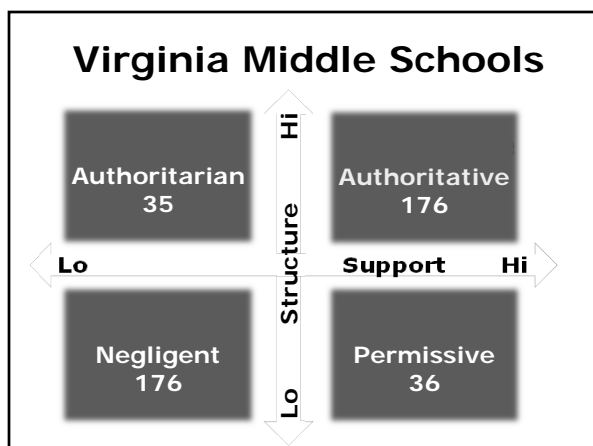 Virginia Middle Schools
Hi
Authoritarian
35
Authoritative
176
Structure
Lo
Support
Hi
Negligent
176
Permissive
36
Lo